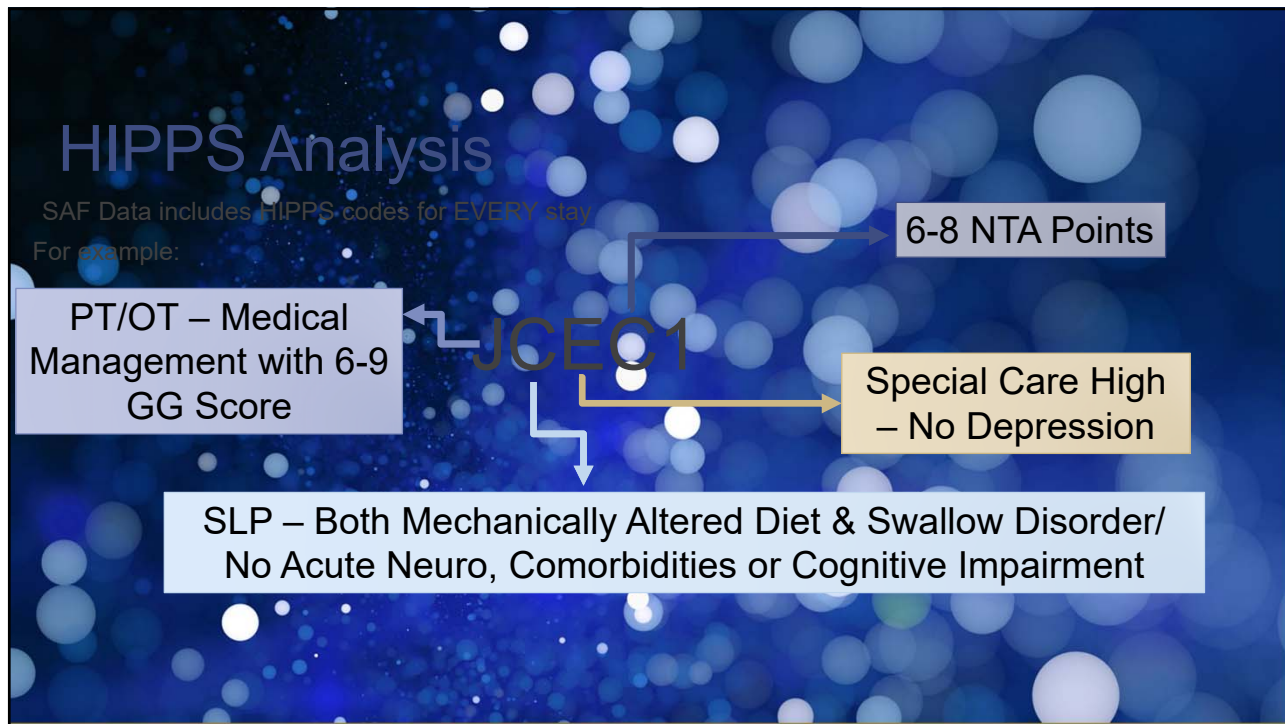 HIPPS Analysis
SAF Data includes HIPPS codes for EVERY stay
For example:
6-8 NTA Points
PT/OT – Medical
Management with 6-9
GG Score
JCEC1
Special Care High
– No Depression
SLP – Both Mechanically Altered Diet & Swallow Disorder/
No Acute Neuro, Comorbidities or Cognitive Impairment